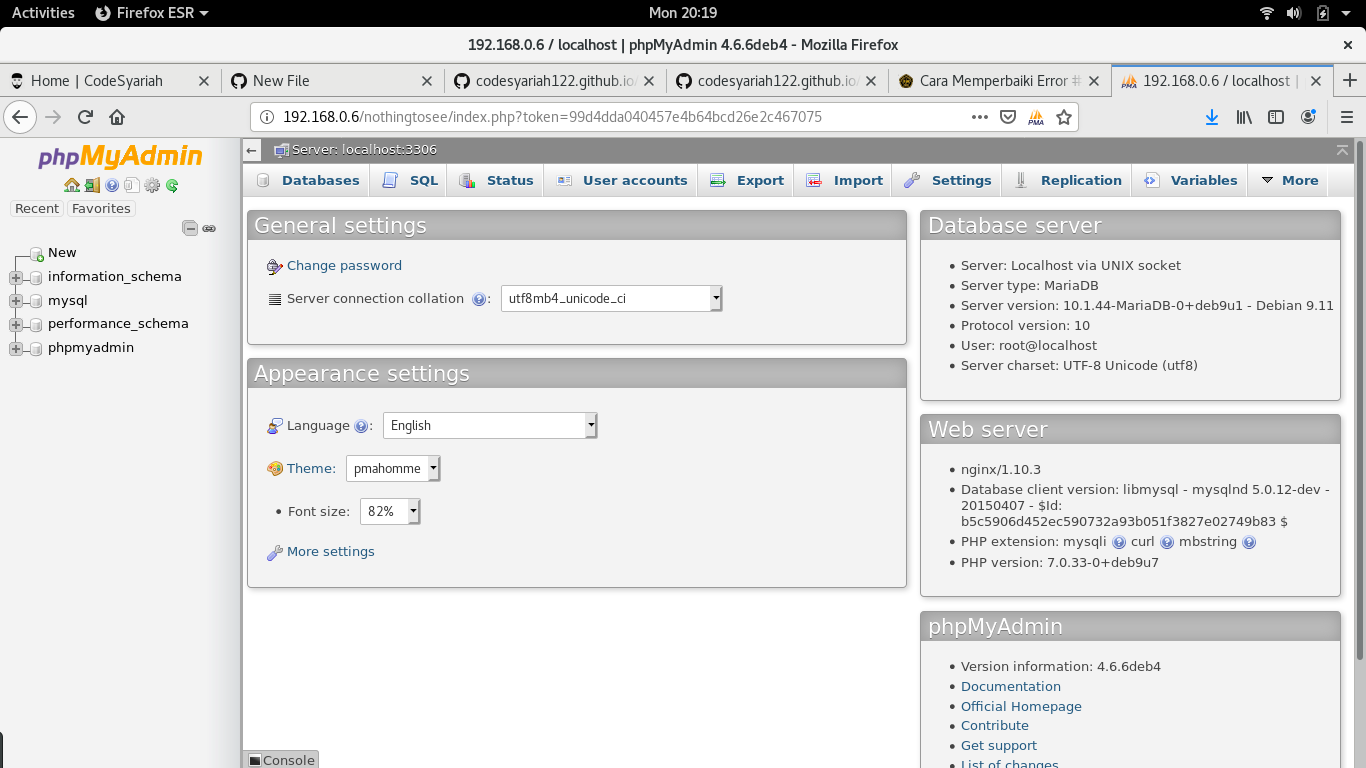 Activities Firefox ESR Mon 20:19
192.168.0.6 / localhost | phpMyAdmin 4.6.6deb4 - Mozilla Firefox
Home | CodeSyariah New File codesyariah122.github.io/ codesyariah122.github.io/ Cara Memperbaiki Error # 192.168.0.6 / localhost |
192.168.0.6/nothingtosee/index.php?token=99d4dda040457e4b64bcd26e2c467075
PMA
phpMyAdmin
Recent Favorites
New
information_schema
mysql
performance_schema
phpmyadmin
Server: localhost:3306
Databases SQL Status User accounts Export Import Settings Replication Variables More
General settings
Change password
Server connection collation : utf8mb4_unicode_ci
Appearance settings
Language : English
Theme: pmahomme
Font size: 82%
More settings
Database server
Server: Localhost via UNIX socket
Server type: MariaDB
Server version: 10.1.44-MariaDB-0+deb9u1 - Debian 9.11
Protocol version: 10
User: root@localhost
Server charset: UTF-8 Unicode (utf8)
Web server
nginx/1.10.3
Database client version: libmysql - mysqlnd 5.0.12-dev -
20150407 - $Id:
b5c5906d452ec590732a93b051f3827e02749b83 $
PHP extension: mysqli curl mbstring
PHP version: 7.0.33-0+deb9u7
phpMyAdmin
Version information: 4.6.6deb4
Documentation
Official Homepage
Contribute
Get support
List of changes
Console